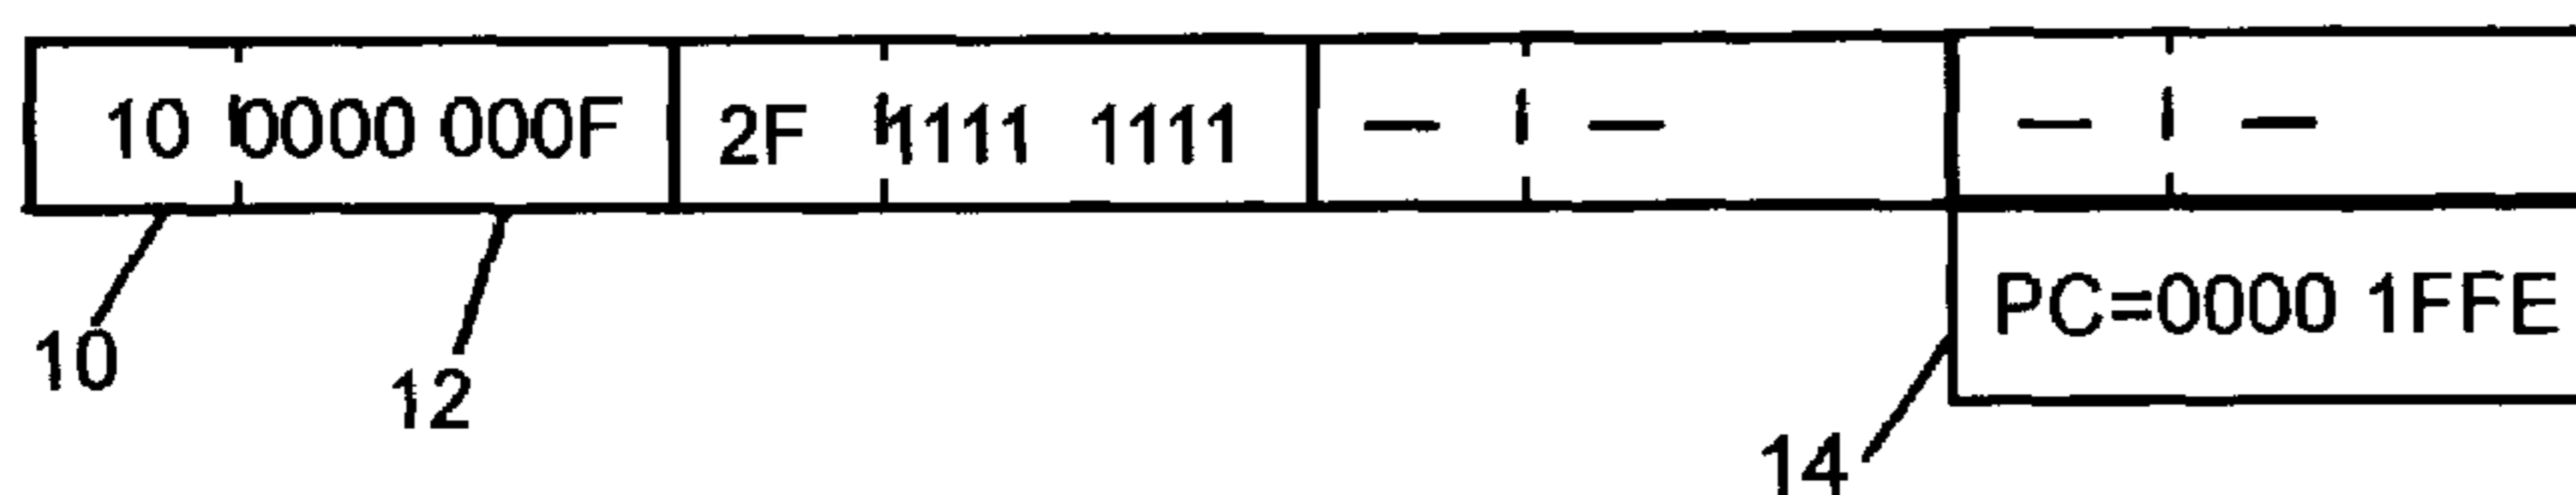 10 0000 000F 2F 1111 1111 — — — —
PC=0000 1FFE
10
12
14